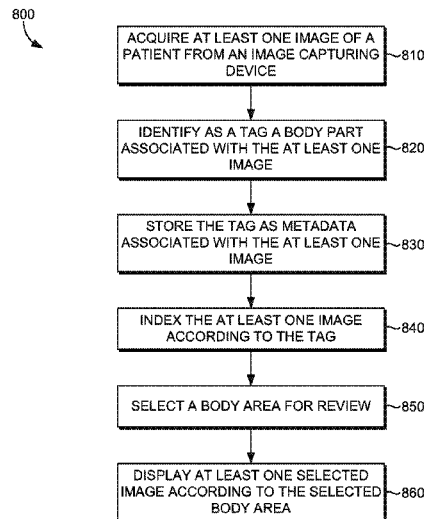 800
ACQUIRE AT LEAST ONE IMAGE OF A
PATIENT FROM AN IMAGE CAPTURING
DEVICE
810
IDENTIFY AS A TAG A BODY PART
ASSOCIATED WITH THE AT LEAST ONE
IMAGE
820
STORE THE TAG AS METADATA
ASSOCIATED WITH THE AT LEAST ONE
IMAGE
830
INDEX THE AT LEAST ONE IMAGE
ACCORDING TO THE TAG
840
SELECT A BODY AREA FOR REVIEW
850
DISPLAY AT LEAST ONE SELECTED
IMAGE ACCORDING TO THE SELECTED
BODY AREA
860